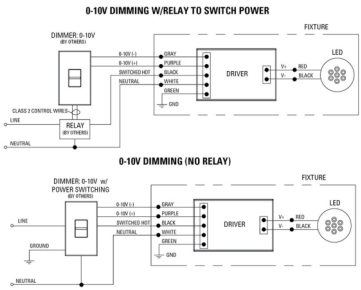 0-10V DIMMING W/RELAY TO SWITCH POWER
FIXTURE
DIMMER: 0-10V
(BY OTHERS)
LED
0-10V (-)
GRAY
0-10V (+)
PURPLE
SWITCHED HOT
BLACK
NEUTRAL
WHITE
GREEN
GND
DRIVER
V+
RED
V-
BLACK
CLASS 2 CONTROL WIRES
LINE
RELAY
(BY OTHERS)
NEUTRAL
0-10V DIMMING (NO RELAY)
FIXTURE
DIMMER: 0-10V w/
POWER SWITCHING
(BY OTHERS)
LED
0-10V (-)
GRAY
0-10V (+)
PURPLE
SWITCHED HOT
BLACK
NEUTRAL
WHITE
GREEN
GND
DRIVER
V+
RED
V-
BLACK
LINE
GROUND
NEUTRAL